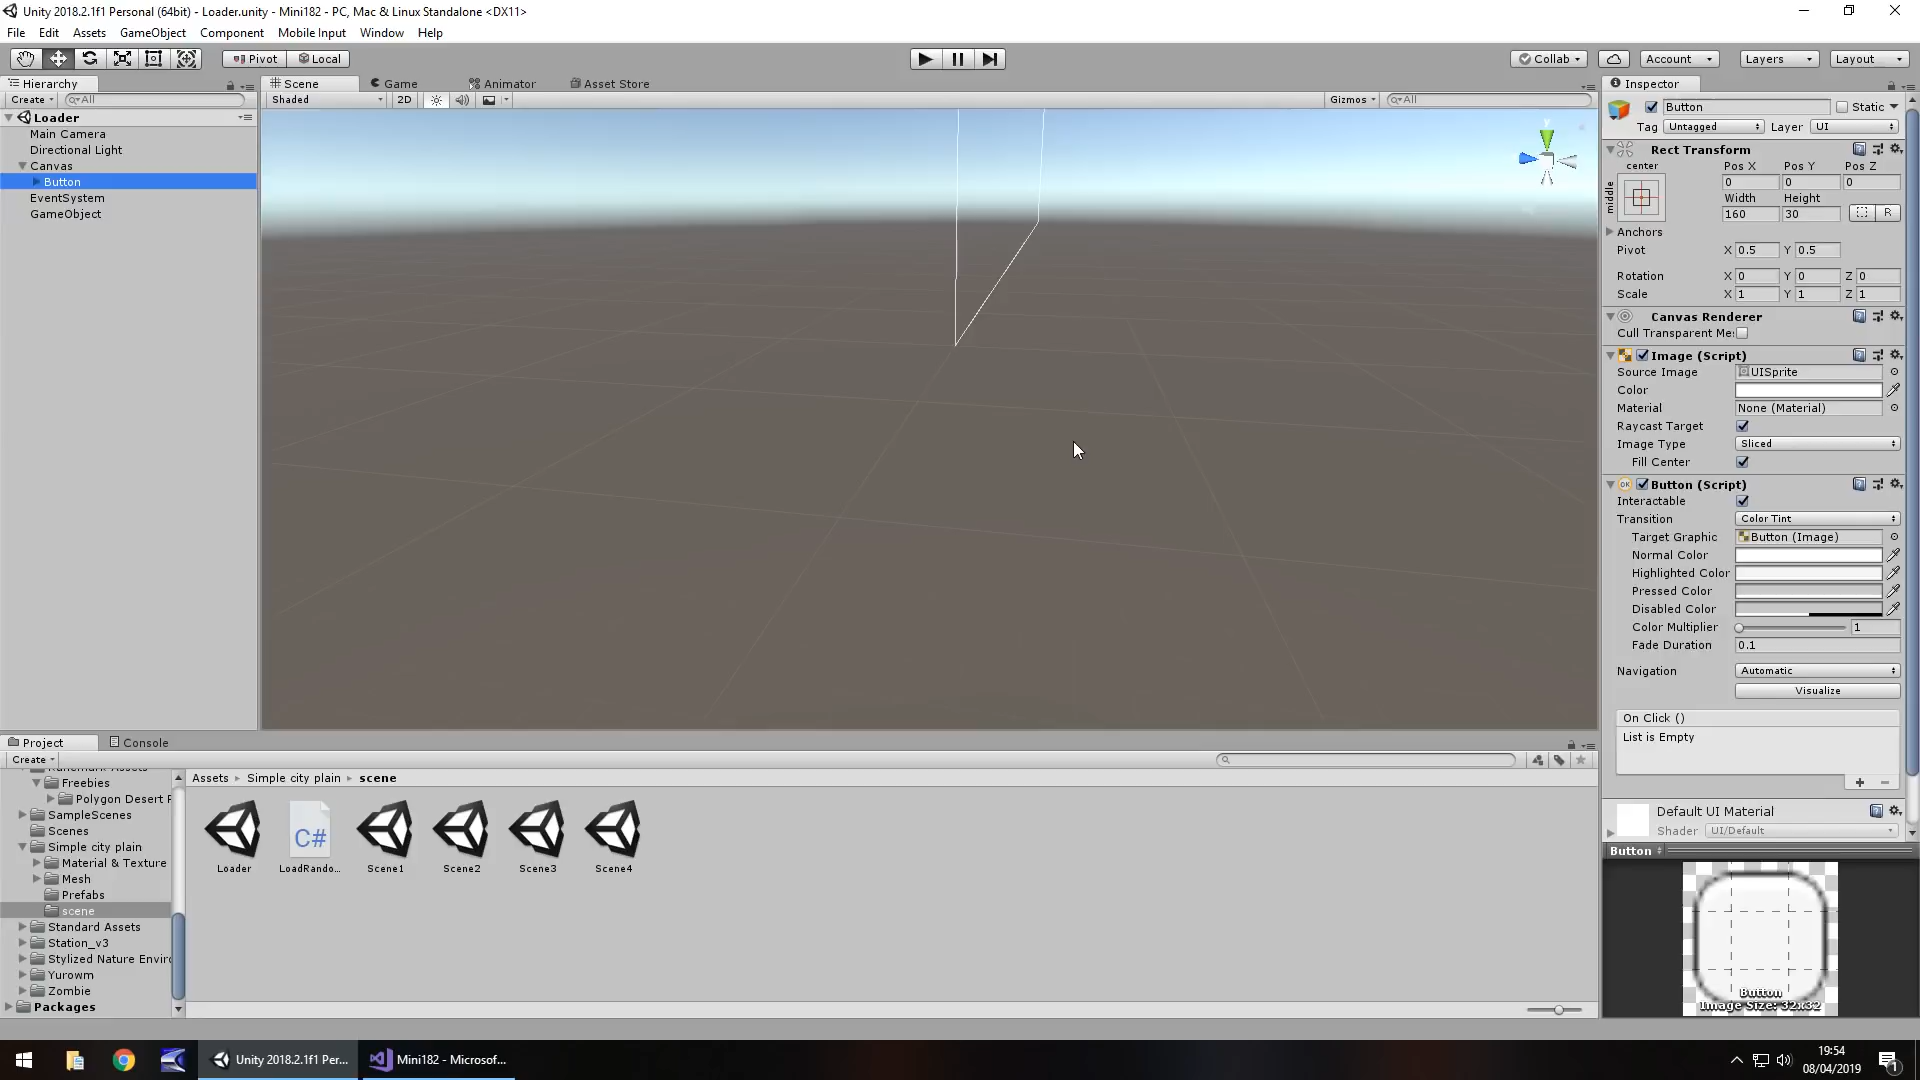 Unity 2018.2.1f1 Personal (64bit) - Loader.unity - Mini182 - PC, Mac & Linux Standalone <DX11>
File Edit Assets GameObject Component Mobile Input Window Help
Pivot Local Collab Account Layers Layout
Hierarchy Scene Game Animator Asset Store Inspector
Create All Shaded 2D Gizmos All
Loader
Main Camera
Directional Light
Canvas
Button
EventSystem
GameObject
y
Button Static
Tag Untagged Layer UI
Rect Transform
center Pos X Pos Y Pos Z
middle 0 0 0
Width Height
160 30 R
Anchors
Pivot X 0.5 Y 0.5
Rotation X 0 Y 0 Z 0
Scale X 1 Y 1 Z 1
Canvas Renderer
Cull Transparent Me
Image (Script)
Source Image UISprite
Color
Material None (Material)
Raycast Target
Image Type Sliced
Fill Center
OK Button (Script)
Interactable
Transition Color Tint
Target Graphic Button (Image)
Normal Color
Highlighted Color
Pressed Color
Disabled Color
Color Multiplier 1
Fade Duration 0.1
Navigation Automatic
Visualize
On Click ()
List is Empty
Default UI Material
Shader UI/Default
Button
Button
Image Size: 32x32
Project Console
Create
Assets Simple city plain scene
Freebies
Polygon Desert P
SampleScenes
Scenes
Simple city plain
Material & Texture
Mesh
Prefabs
scene
Standard Assets
Station_v3
Stylized Nature Enviro
Yurowm
Zombie
Packages
C#
Loader LoadRando... Scene1 Scene2 Scene3 Scene4
Unity 2018.2.1f1 Per... Mini182 - Microsof...
19:54
08/04/2019
1